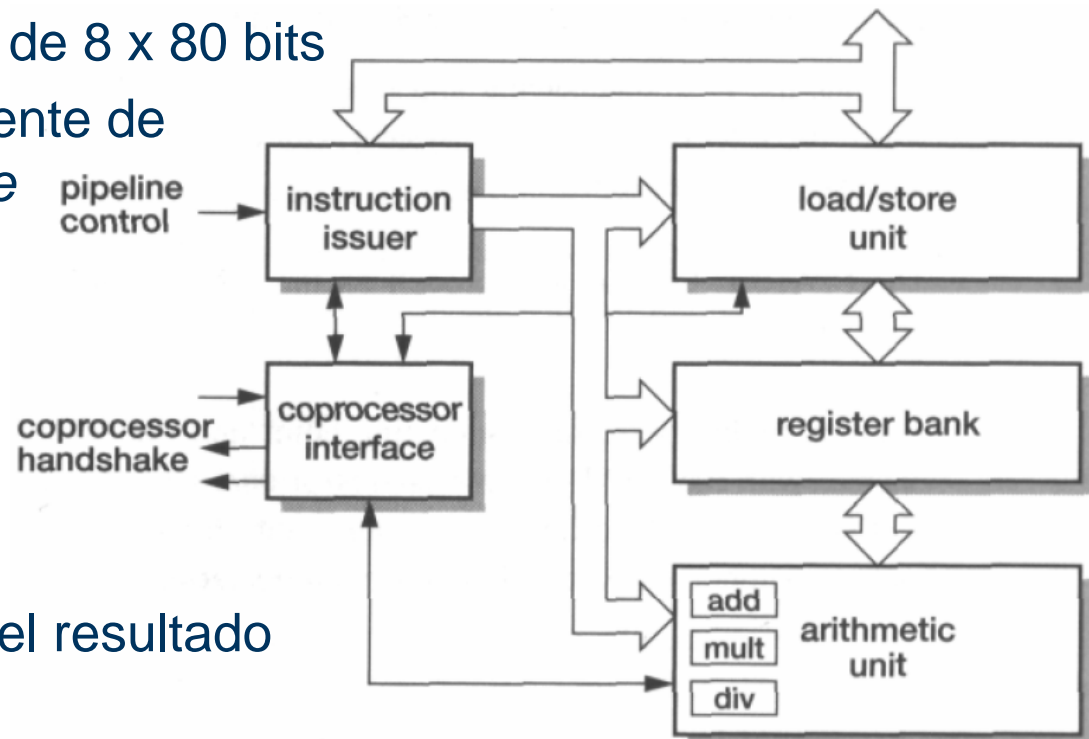 de 8 x 80 bits
ente de
e
pipeline
control
instruction
issuer
load/store
unit
coprocessor
handshake
coprocessor
interface
register bank
el resultado
add
mult
div
arithmetic
unit